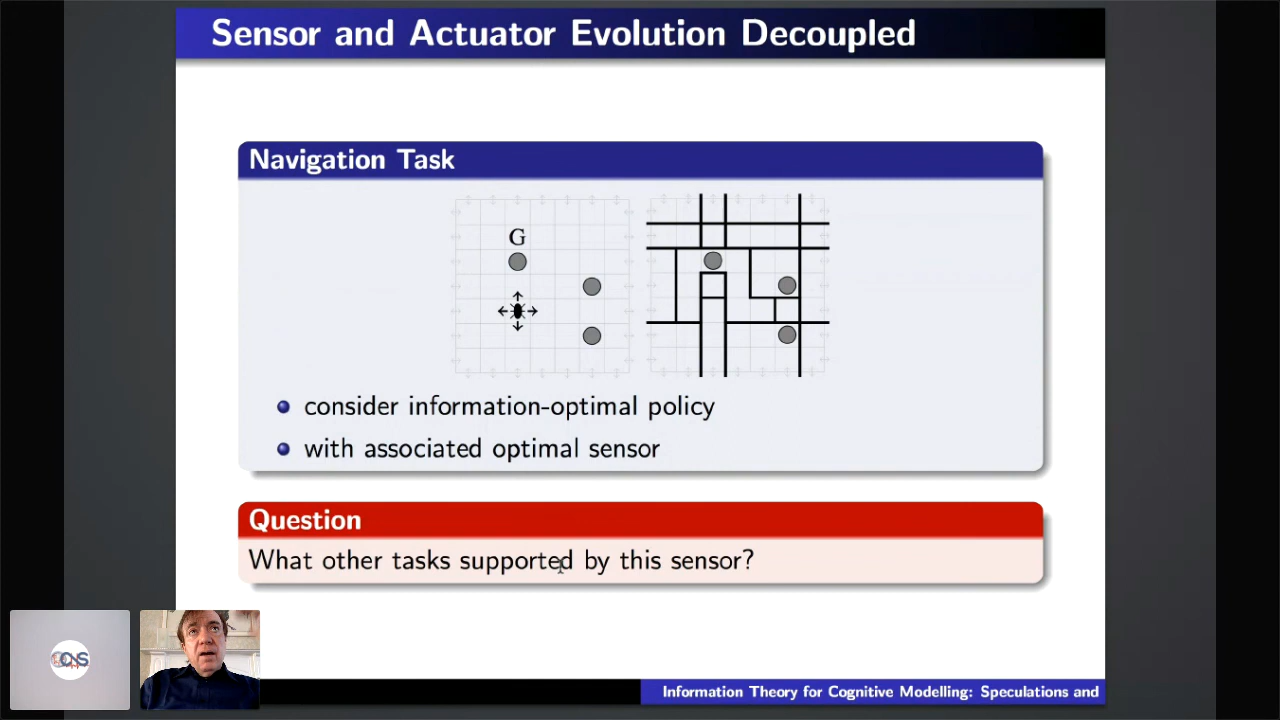 Sensor and Actuator Evolution Decoupled
Navigation Task
G
consider information-optimal policy
with associated optimal sensor
Question
What other tasks supported by this sensor?
Information Theory for Cognitive Modelling: Speculations and